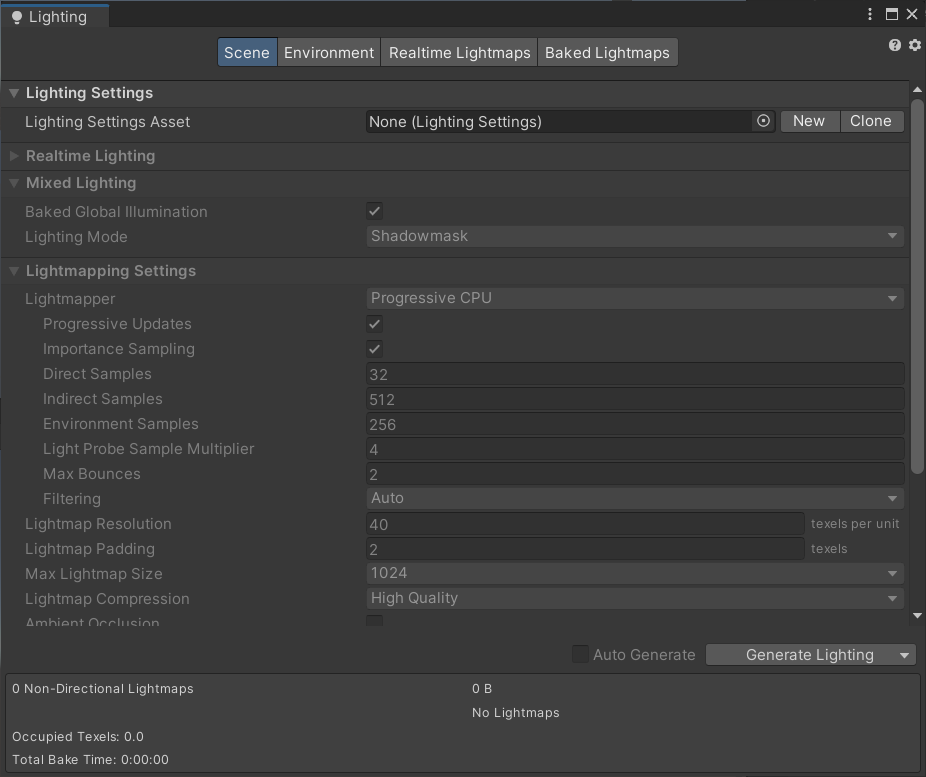 Lighting
Scene Environment Realtime Lightmaps Baked Lightmaps
Lighting Settings
Lighting Settings Asset None (Lighting Settings) New Clone
Realtime Lighting
Mixed Lighting
Baked Global Illumination
Lighting Mode Shadowmask
Lightmapping Settings
Lightmapper Progressive CPU
Progressive Updates
Importance Sampling
Direct Samples 32
Indirect Samples 512
Environment Samples 256
Light Probe Sample Multiplier 4
Max Bounces 2
Filtering Auto
Lightmap Resolution 40 texels per unit
Lightmap Padding 2 texels
Max Lightmap Size 1024
Lightmap Compression High Quality
Ambient Occlusion
Auto Generate Generate Lighting
0 Non-Directional Lightmaps 0 B
No Lightmaps
Occupied Texels: 0.0
Total Bake Time: 0:00:00